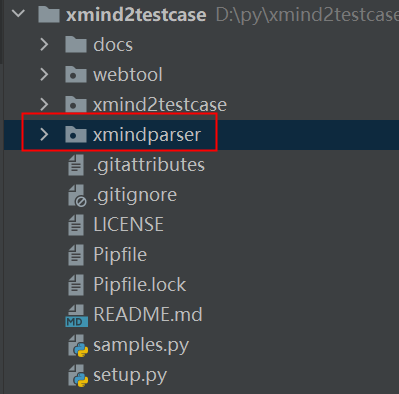 xmind2testcase D:\py\xmind2testcase
docs
webtool
xmind2testcase
xmindparser
.gitattributes
.gitignore
LICENSE
Pipfile
Pipfile.lock
MD README.md
samples.py
setup.py